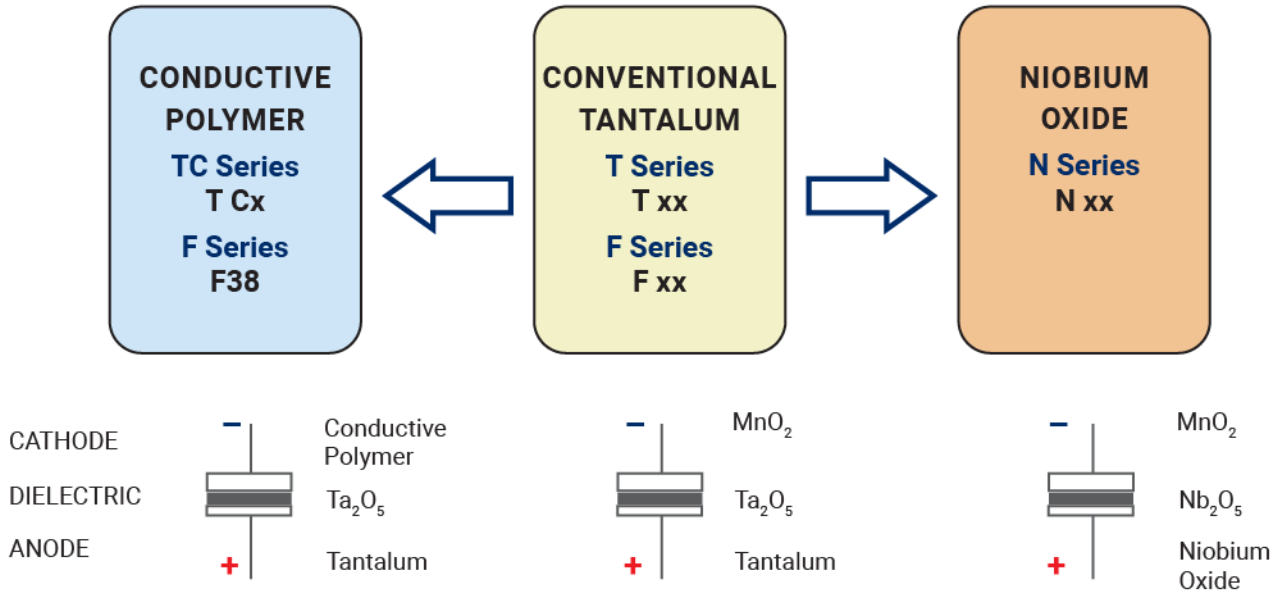 CONDUCTIVE
POLYMER
TC Series
T Cx
F Series
F38
CONVENTIONAL
TANTALUM
T Series
T xx
F Series
F xx
NIOBIUM
OXIDE
N Series
N xx
CATHODE
DIELECTRIC
ANODE
−
Conductive
Polymer
Ta₂O₅
+
Tantalum
−
MnO₂
Ta₂O₅
+
Tantalum
−
MnO₂
Nb₂O₅
+
Niobium
Oxide